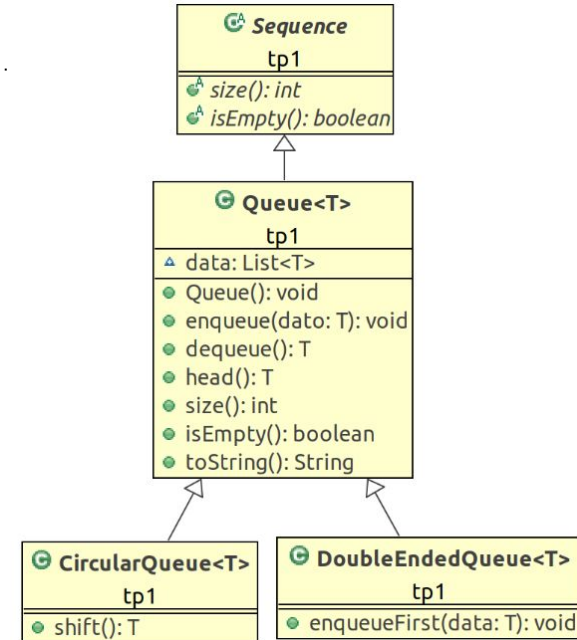 Sequence
tp1
size(): int
isEmpty(): boolean
Queue<T>
tp1
data: List<T>
Queue(): void
enqueue(dato: T): void
dequeue(): T
head(): T
size(): int
isEmpty(): boolean
toString(): String
CircularQueue<T>
tp1
shift(): T
DoubleEndedQueue<T>
tp1
enqueueFirst(data: T): void